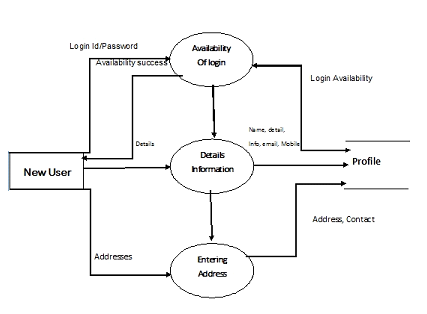 Login Id/Password
Availability
Of login
Availability success
Login Availability
Details
Name, detail,
Info, email, Mobile
Details
Information
New User
Profile
Address, Contact
Addresses
Entering
Address